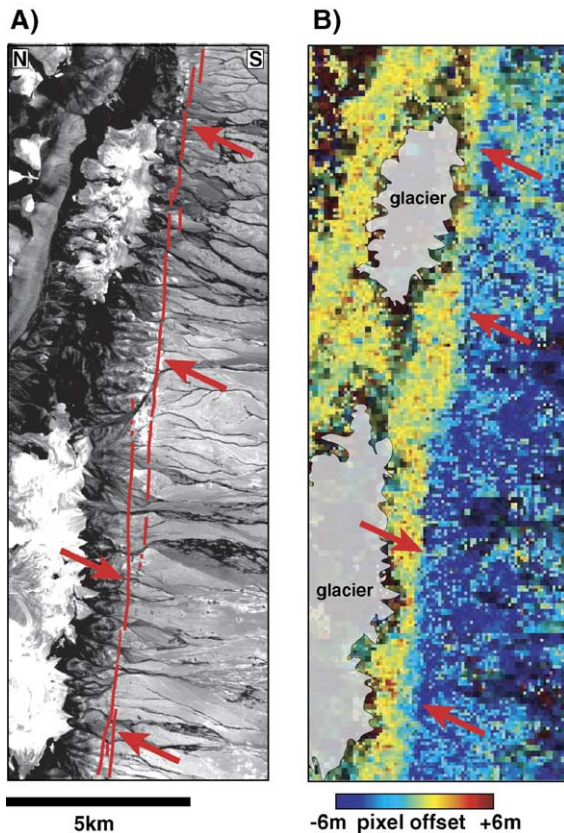 A)
B)
N
S
glacier
glacier
5km
-6m pixel offset +6m